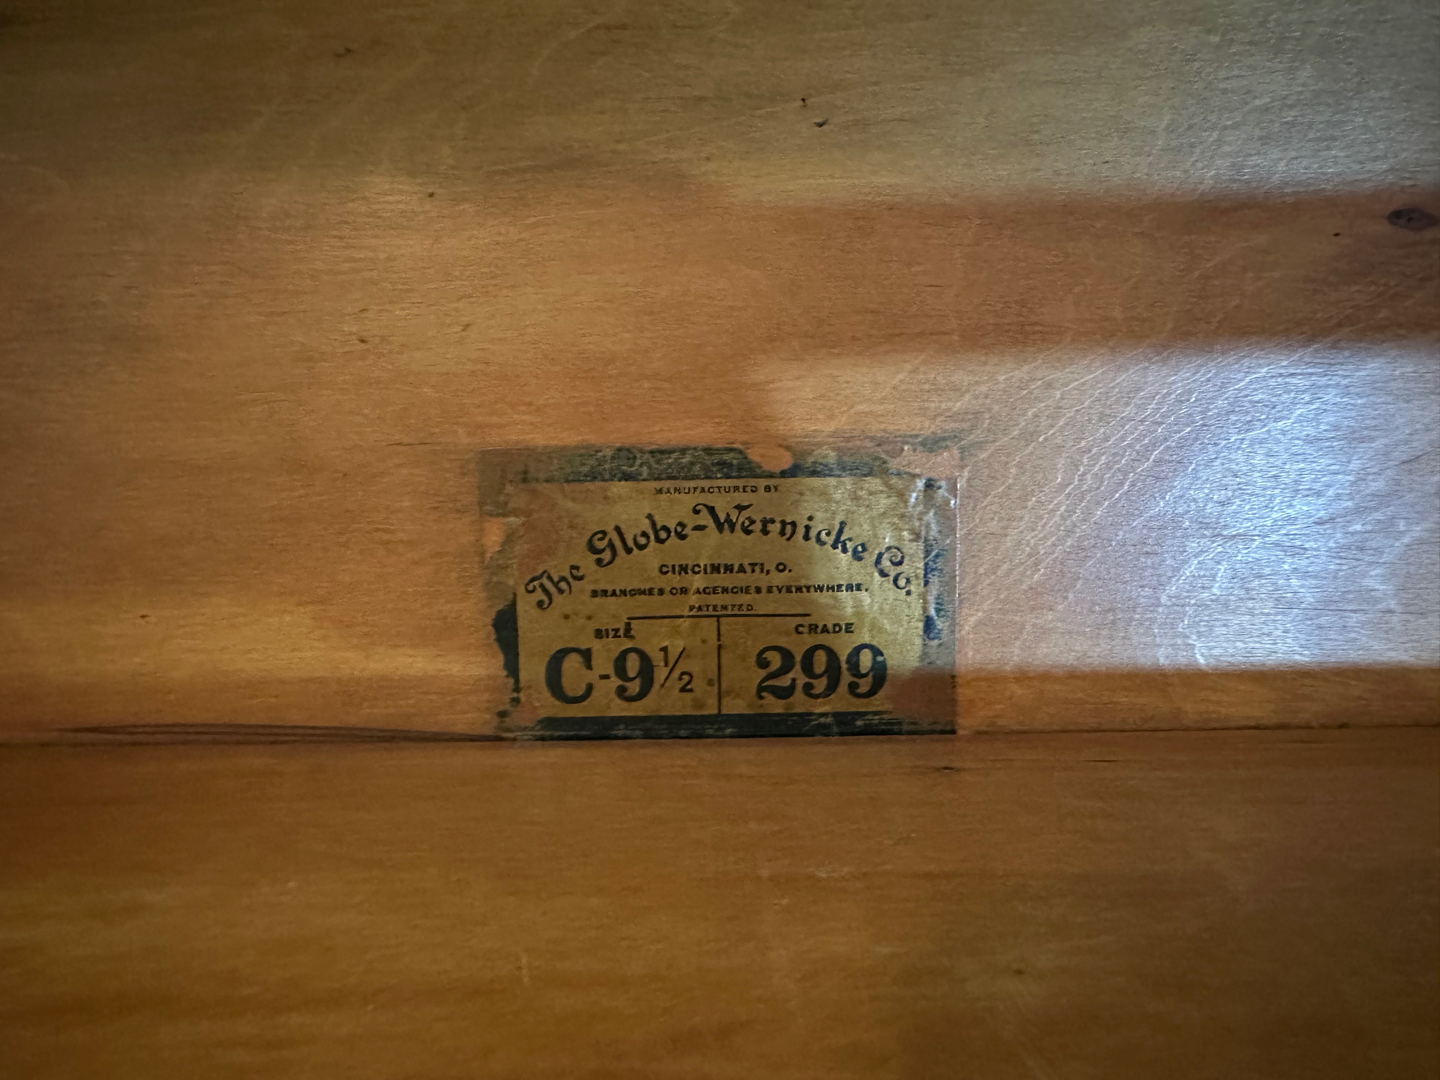 MANUFACTURED BY
The Globe-Wernicke Co.
CINCINNATI, O.
BRANCHES OR AGENCIES EVERYWHERE.
PATENTED.
SIZE GRADE
C-9½ 299